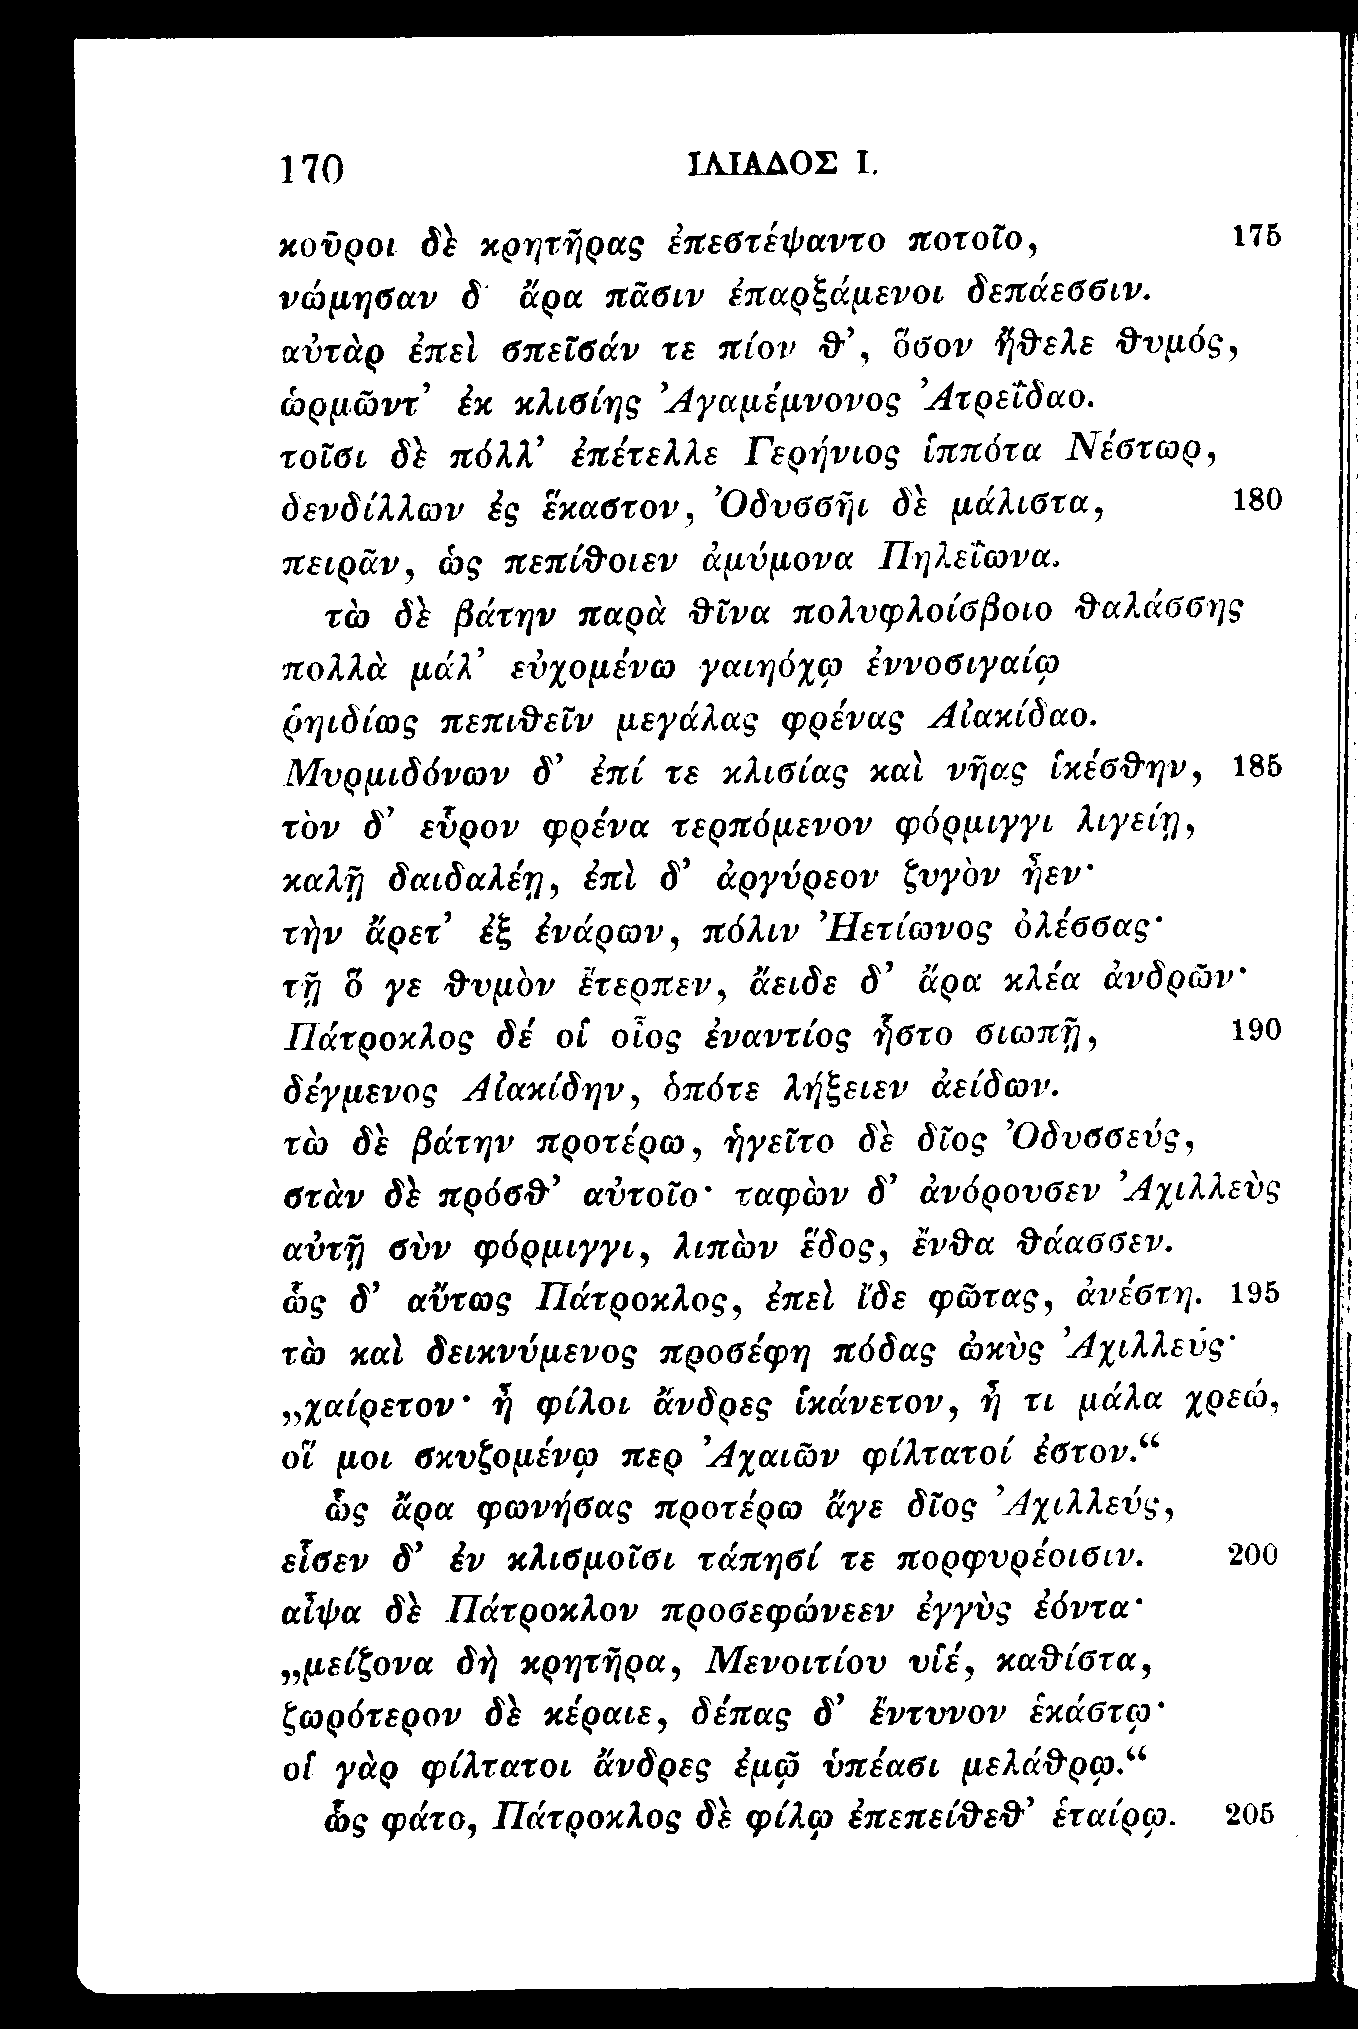 170 ΙΛΙΑΔΟΣ Ι.
κοῦροι δὲ κρητῆρας ἐπεστέψαντο ποτοῖο, 175
νώμησαν δ' ἄρα πᾶσιν ἐπαρξάμενοι δεπάεσσιν.
αὐτὰρ ἐπεὶ σπεῖσάν τε πίον θ', ὅσον ἤθελε θυμός,
ὡρμῶντ' ἐκ κλισίης Ἀγαμέμνονος Ἀτρεΐδαο.
τοῖσι δὲ πόλλ' ἐπέτελλε Γερήνιος ἱππότα Νέστωρ,
δενδίλλων ἐς ἕκαστον, Ὀδυσσῆι δὲ μάλιστα, 180
πειρᾶν, ὡς πεπίθοιεν ἀμύμονα Πηλεΐωνα.
τὼ δὲ βάτην παρὰ θῖνα πολυφλοίσβοιο θαλάσσης
πολλὰ μάλ' εὐχομένω γαιηόχῳ ἐννοσιγαίῳ
ῥηιδίως πεπιθεῖν μεγάλας φρένας Αἰακίδαο.
Μυρμιδόνων δ' ἐπί τε κλισίας καὶ νῆας ἱκέσθην, 185
τὸν δ' εὗρον φρένα τερπόμενον φόρμιγγι λιγείῃ,
καλῇ δαιδαλέῃ, ἐπὶ δ' ἀργύρεον ζυγὸν ἦεν·
τὴν ἄρετ' ἐξ ἐνάρων, πόλιν Ἠετίωνος ὀλέσσας·
τῇ ὅ γε θυμὸν ἔτερπεν, ἄειδε δ' ἄρα κλέα ἀνδρῶν·
Πάτροκλος δέ οἱ οἶος ἐναντίος ἧστο σιωπῇ, 190
δέγμενος Αἰακίδην, ὁπότε λήξειεν ἀείδων.
τὼ δὲ βάτην προτέρω, ἡγεῖτο δὲ δῖος Ὀδυσσεύς,
στὰν δὲ πρόσθ' αὐτοῖο· ταφὼν δ' ἀνόρουσεν Ἀχιλλεὺς
αὐτῇ σὺν φόρμιγγι, λιπὼν ἕδος, ἔνθα θάασσεν.
ὣς δ' αὔτως Πάτροκλος, ἐπεὶ ἴδε φῶτας, ἀνέστη. 195
τὼ καὶ δεικνύμενος προσέφη πόδας ὠκὺς Ἀχιλλεύς·
„χαίρετον· ἦ φίλοι ἄνδρες ἱκάνετον, ἦ τι μάλα χρεώ,
οἵ μοι σκυζομένῳ περ Ἀχαιῶν φίλτατοί ἐστον.“
ὣς ἄρα φωνήσας προτέρω ἄγε δῖος Ἀχιλλεύς,
εἷσεν δ' ἐν κλισμοῖσι τάπησί τε πορφυρέοισιν. 200
αἶψα δὲ Πάτροκλον προσεφώνεεν ἐγγὺς ἐόντα·
„μείζονα δὴ κρητῆρα, Μενοιτίου υἱέ, καθίστα,
ζωρότερον δὲ κέραιε, δέπας δ' ἔντυνον ἑκάστῳ·
οἱ γὰρ φίλτατοι ἄνδρες ἐμῷ ὑπέασι μελάθρῳ.“
ὣς φάτο, Πάτροκλος δὲ φίλῳ ἐπεπείθεθ' ἑταίρῳ. 205